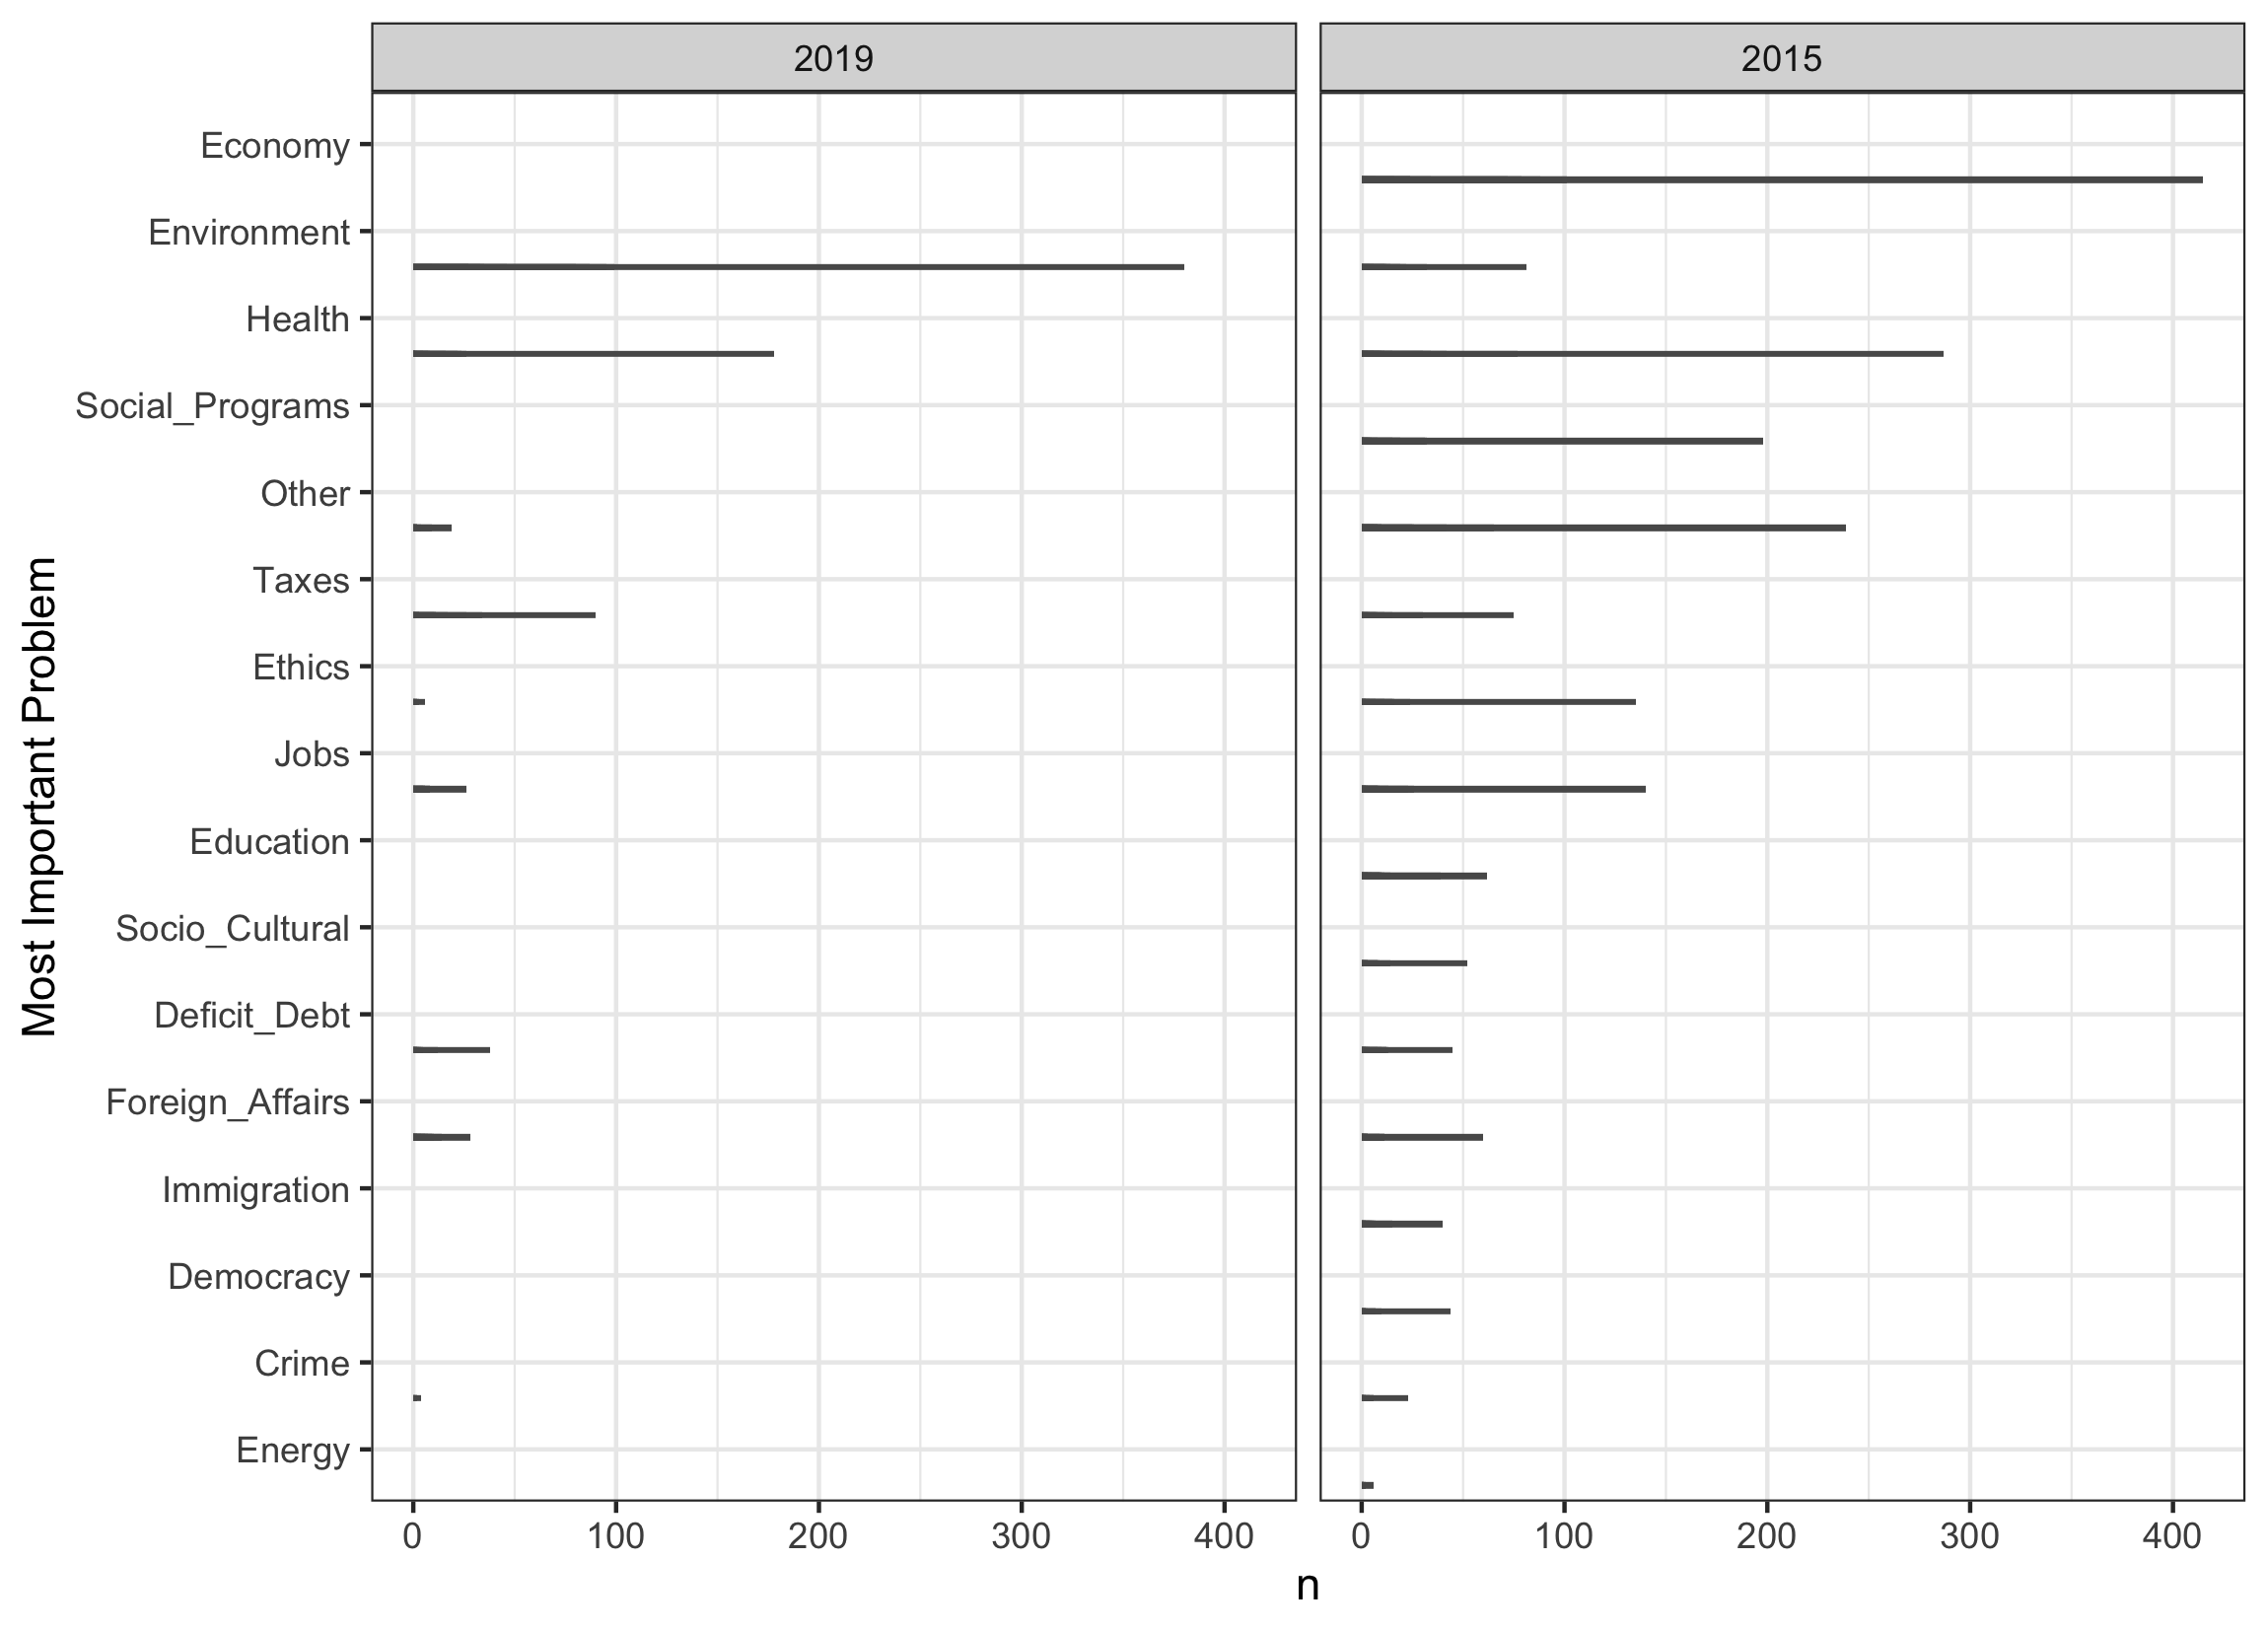 2019
2015
Most Important Problem
Economy
Environment
Health
Social_Programs
Other
Taxes
Ethics
Jobs
Education
Socio_Cultural
Deficit_Debt
Foreign_Affairs
Immigration
Democracy
Crime
Energy
0 100 200 300 400
0 100 200 300 400
n